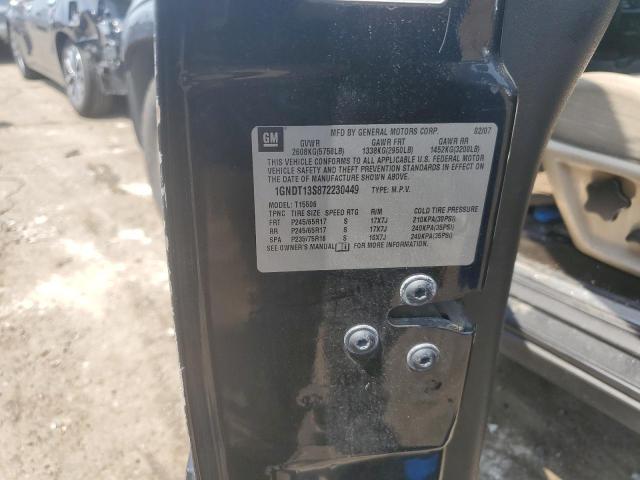 GM
MFD BY GENERAL MOTORS CORP. 02/07
GVWR GAWR FRT GAWR RR
2608KG(5750LB) 1338KG(2950LB) 1452KG(3200LB)
THIS VEHICLE CONFORMS TO ALL APPLICABLE U.S. FEDERAL MOTOR
VEHICLE SAFETY AND THEFT PREVENTION STANDARDS IN EFFECT ON THE
DATE OF MANUFACTURE SHOWN ABOVE.
1GNDT13S872230449 TYPE: M.P.V.
MODEL: T15506
TPNC TIRE SIZE SPEED RTG R/M COLD TIRE PRESSURE
FRT P245/65R17 S 17X7J 210KPA(30PSI)
RR P245/65R17 S 17X7J 240KPA(35PSI)
SPA P235/75R16 S 16X7J 240KPA(35PSI)
SEE OWNER'S MANUAL FOR MORE INFORMATION.